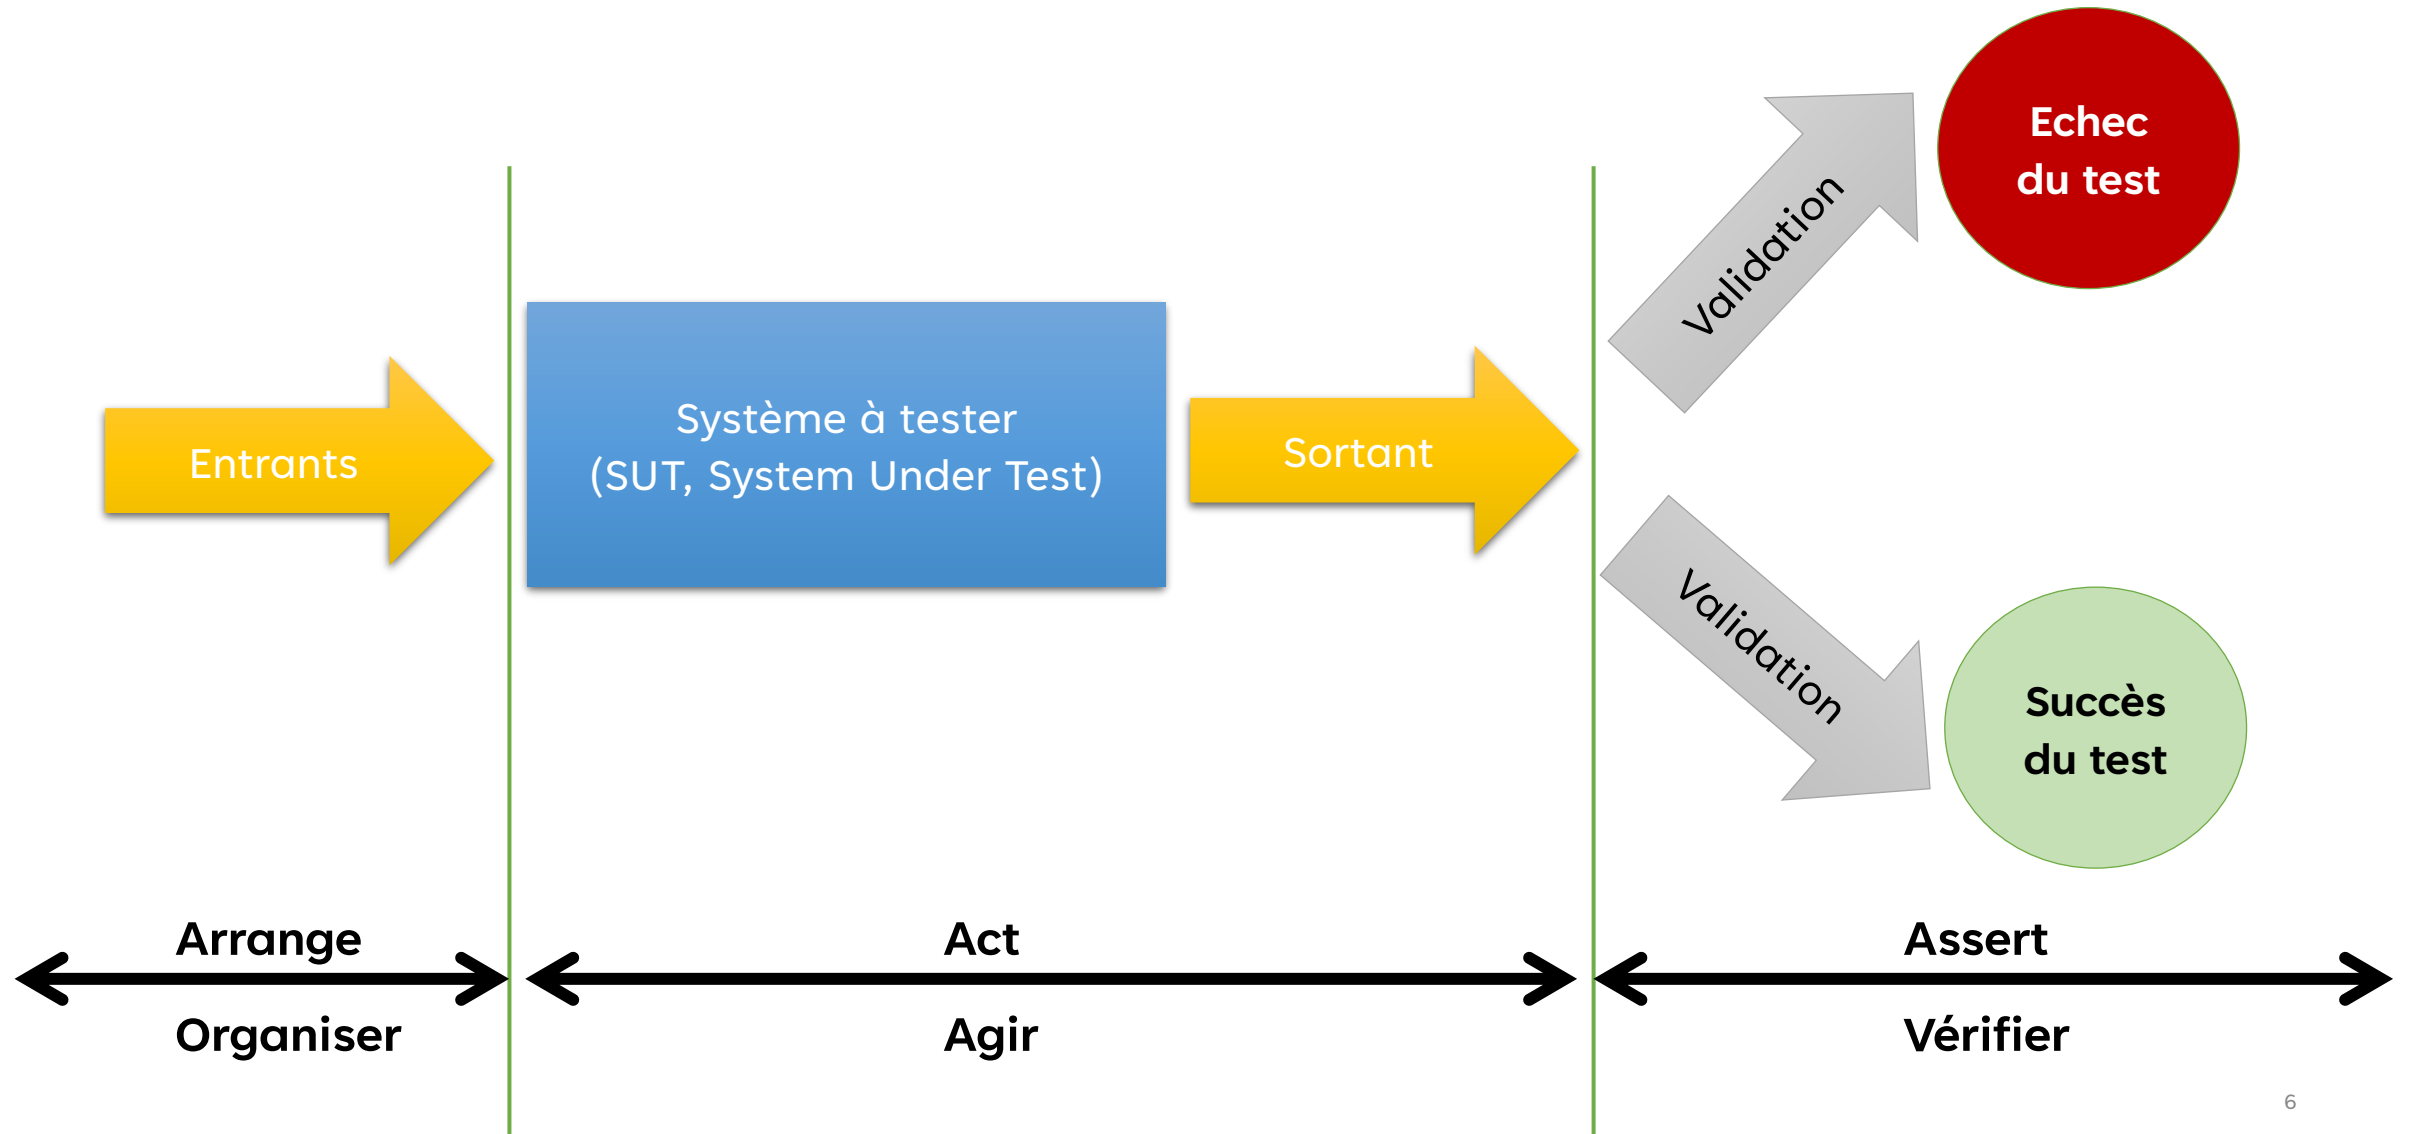 Echec
du test
Validation
Entrants
Système à tester
(SUT, System Under Test)
Sortant
Validation
Succès
du test
Arrange
Act
Assert
Organiser
Agir
Vérifier
6